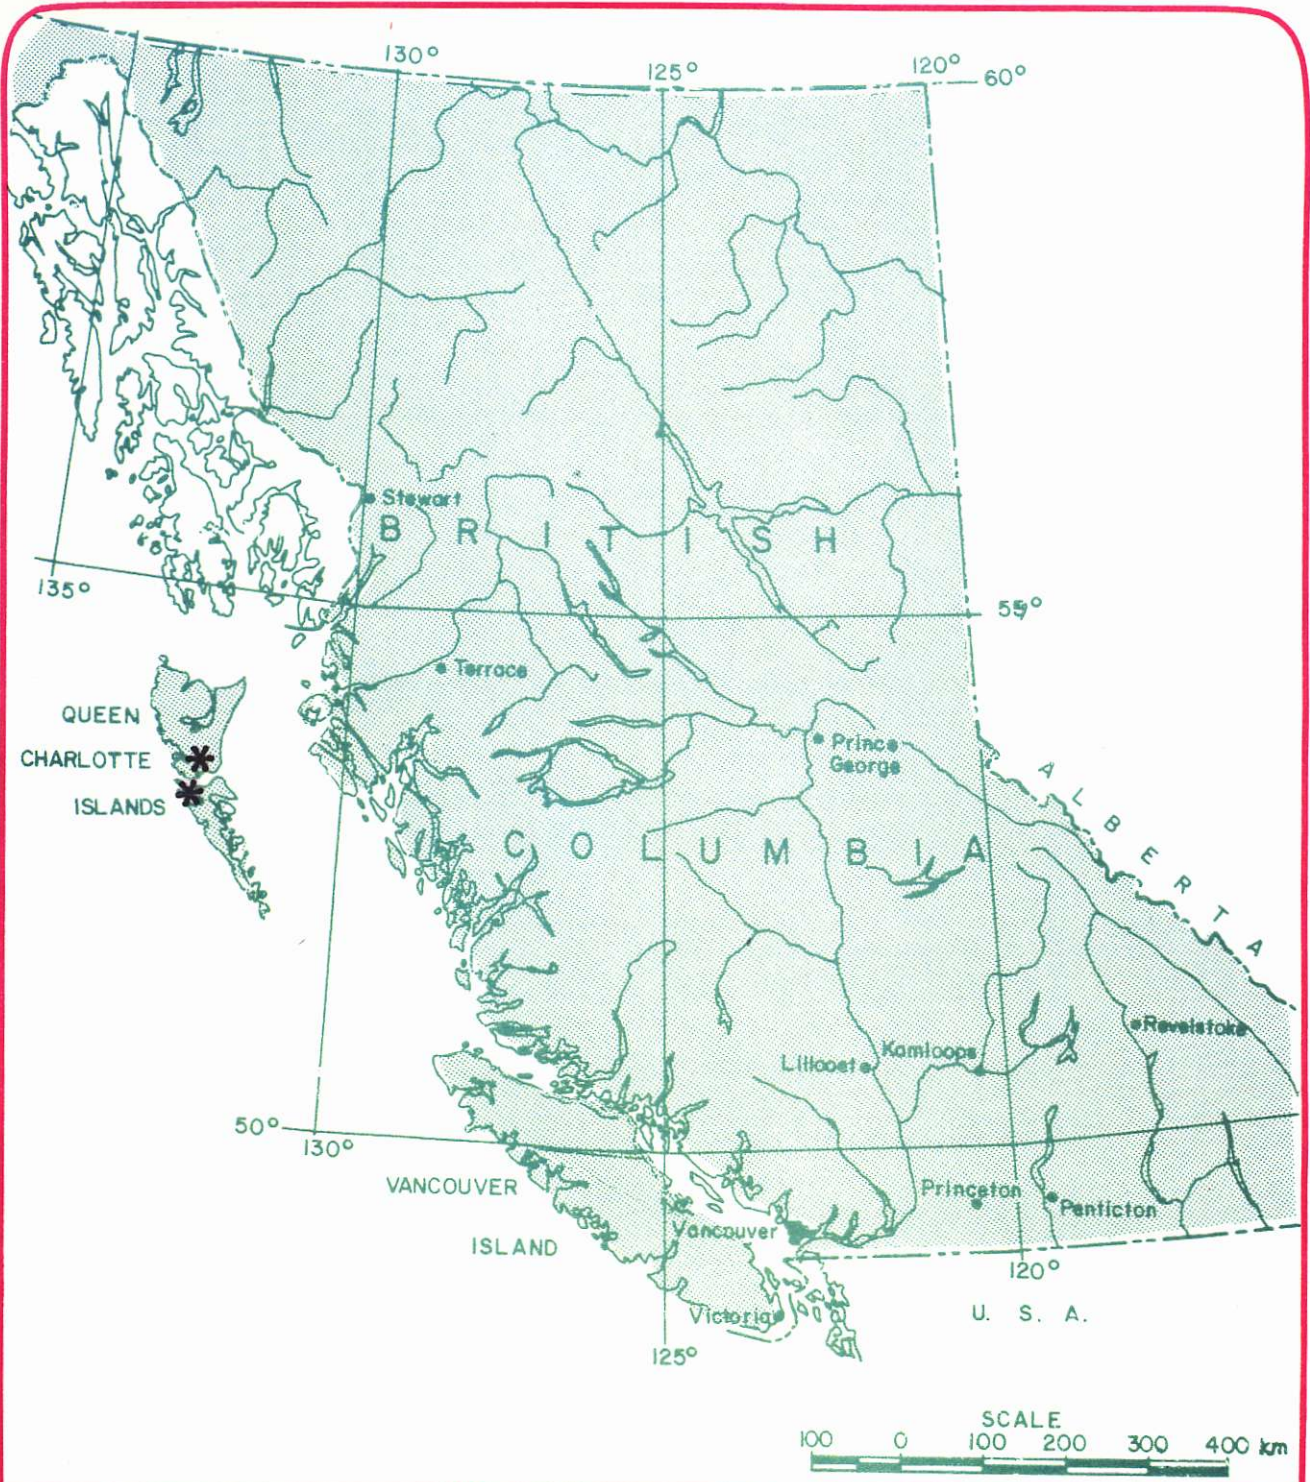 130°
125°
120°
60°
Stewart
B R I T I S H
135°
55°
Terrace
QUEEN
CHARLOTTE
ISLANDS
Prince
George
A L B E R T A
C O L U M B I A
Revelstoke
Kamloops
Lillooet
50°
130°
VANCOUVER
ISLAND
Princeton
Penticton
Vancouver
120°
Victoria
U. S. A.
125°
SCALE
100 0 100 200 300 400 km